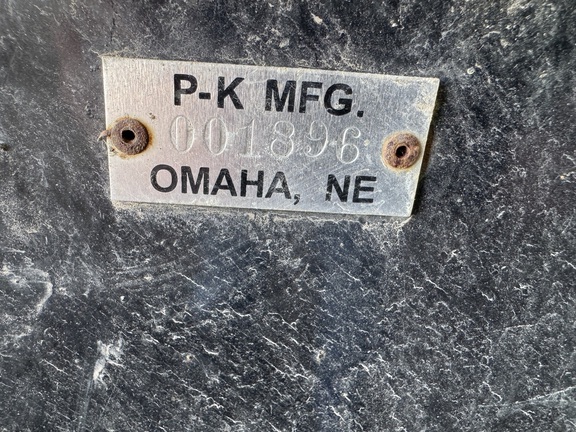 P-K MFG.
001896
OMAHA, NE